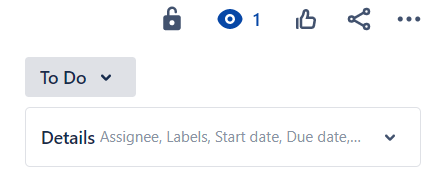 1
To Do
Details Assignee, Labels, Start date, Due date,...